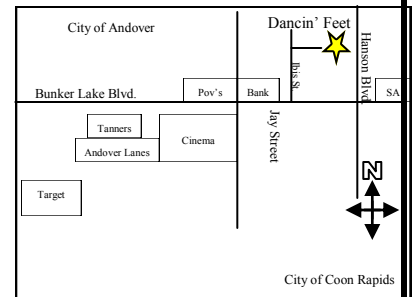 City of Andover
Dancin' Feet
Hanson Blvd.
Ibis St.
Bunker Lake Blvd.
Pov's
Bank
SA
Jay Street
Tanners
Cinema
Andover Lanes
N
Target
City of Coon Rapids